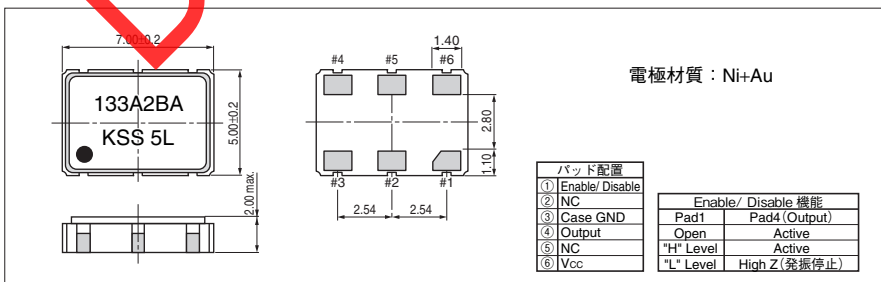 7.00±0.2
133A2BA
KSS 5L
5.00±0.2
2.00 max.
1.40
#4 #5 #6
2.80
1.10
#3 #2 #1
2.54 2.54
電極材質：Ni+Au
パッド配置
① Enable/ Disable
② NC
③ Case GND
④ Output
⑤ NC
⑥ Vcc
Enable/ Disable 機能
Pad1 Pad4(Output)
Open Active
"H" Level Active
"L" Level High Z(発振停止)